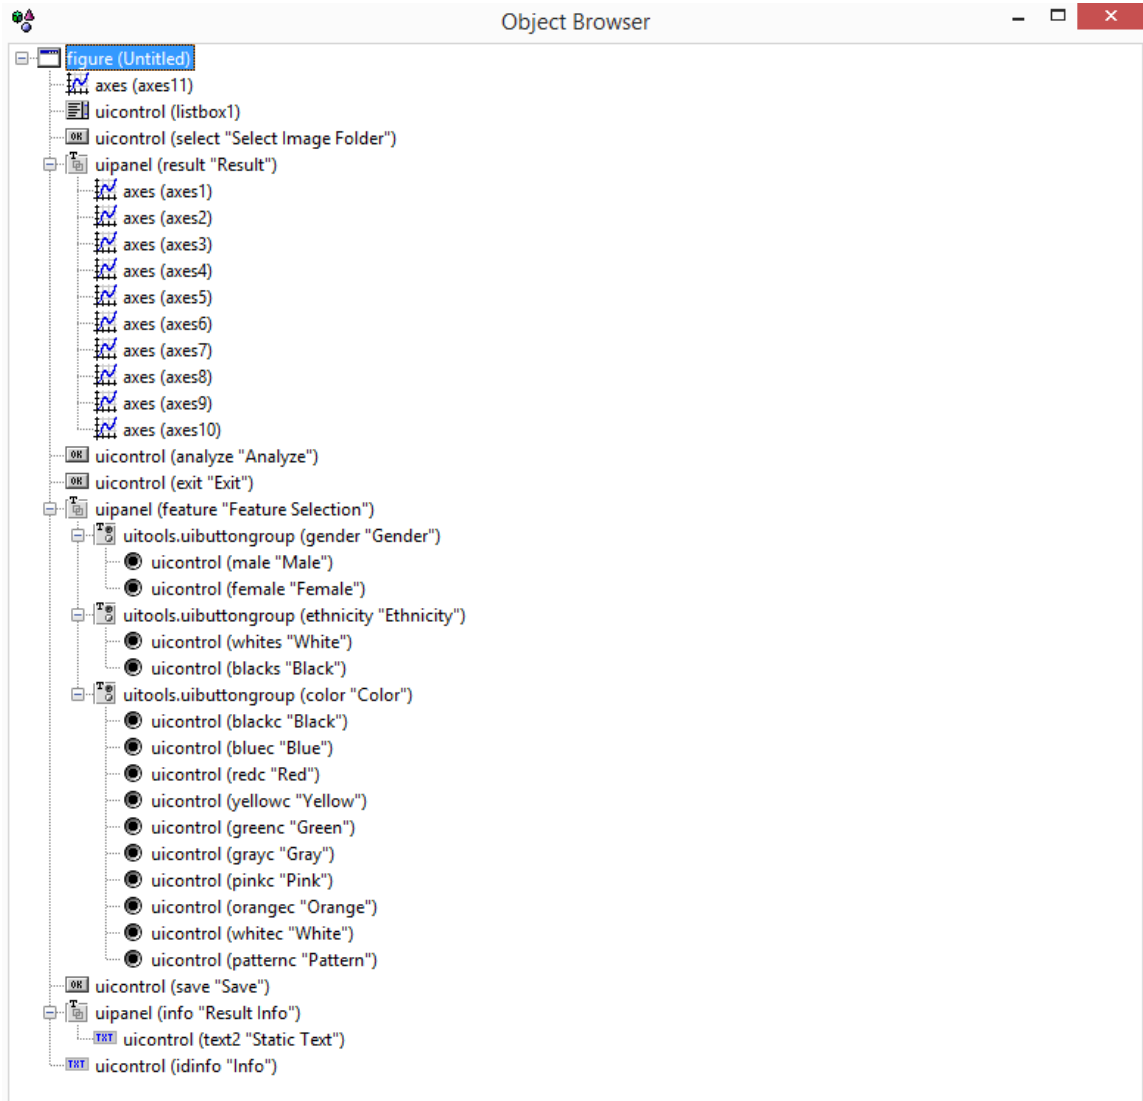 Object Browser
figure (Untitled)
axes (axes11)
uicontrol (listbox1)
OK uicontrol (select "Select Image Folder")
T uipanel (result "Result")
axes (axes1)
axes (axes2)
axes (axes3)
axes (axes4)
axes (axes5)
axes (axes6)
axes (axes7)
axes (axes8)
axes (axes9)
axes (axes10)
OK uicontrol (analyze "Analyze")
OK uicontrol (exit "Exit")
T uipanel (feature "Feature Selection")
T uitools.uibuttongroup (gender "Gender")
uicontrol (male "Male")
uicontrol (female "Female")
T uitools.uibuttongroup (ethnicity "Ethnicity")
uicontrol (whites "White")
uicontrol (blacks "Black")
T uitools.uibuttongroup (color "Color")
uicontrol (blackc "Black")
uicontrol (bluec "Blue")
uicontrol (redc "Red")
uicontrol (yellowc "Yellow")
uicontrol (greenc "Green")
uicontrol (grayc "Gray")
uicontrol (pinkc "Pink")
uicontrol (orangec "Orange")
uicontrol (whitec "White")
uicontrol (patternc "Pattern")
OK uicontrol (save "Save")
T uipanel (info "Result Info")
TXT uicontrol (text2 "Static Text")
TXT uicontrol (idinfo "Info")